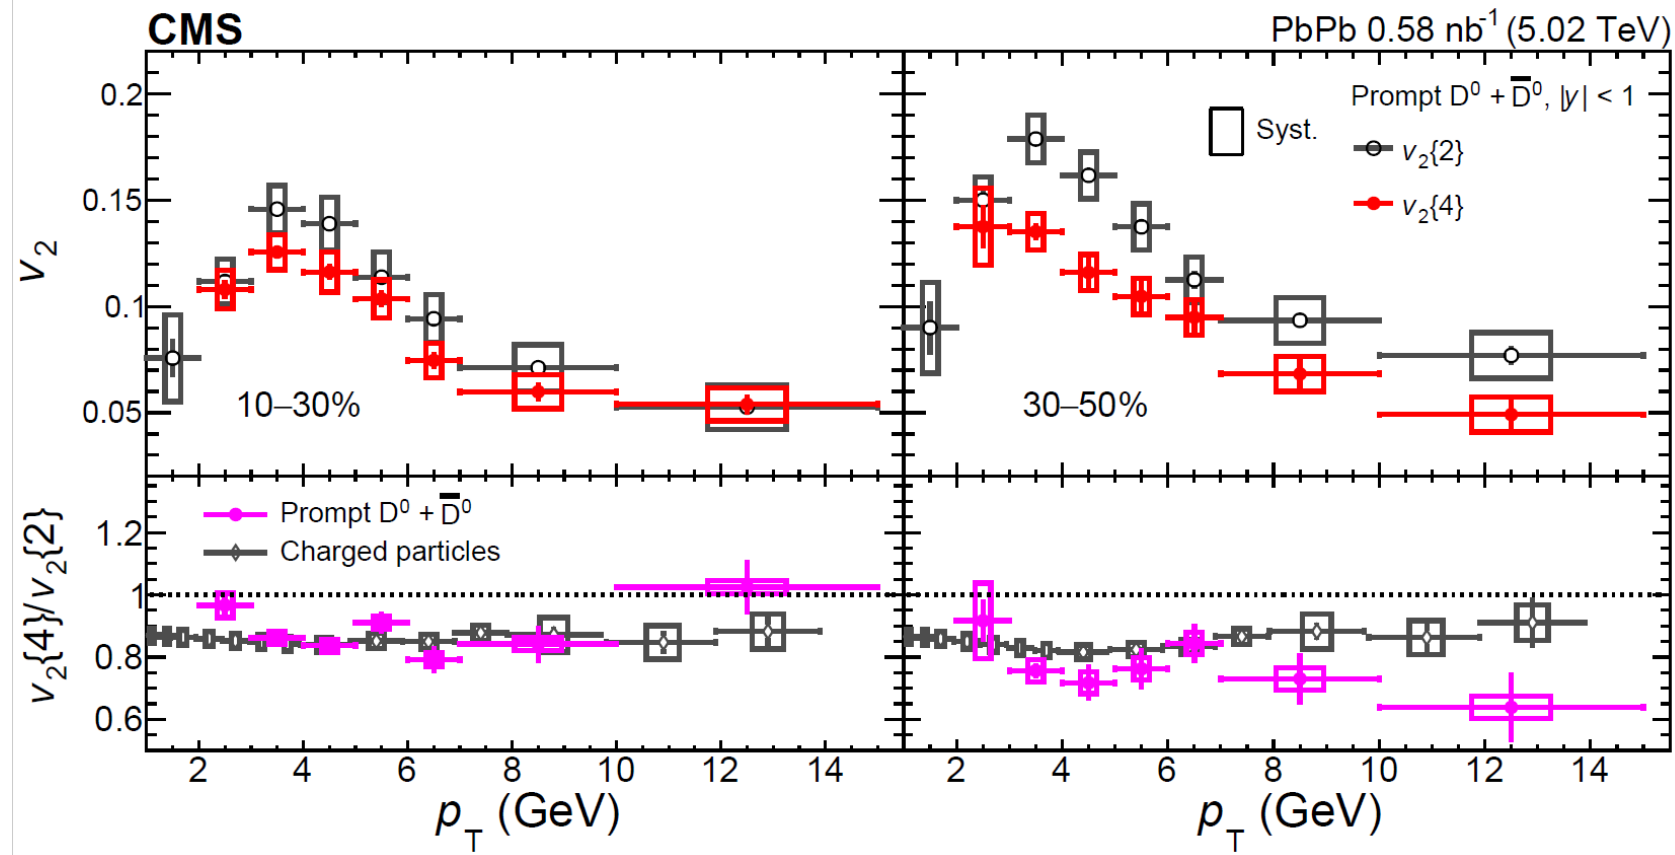 CMS
PbPb 0.58 nb⁻¹ (5.02 TeV)
v₂
0.2
0.15
0.1
0.05
10–30%
30–50%
Syst.
Prompt D⁰ + D̅⁰, |y| < 1
v₂{2}
v₂{4}
v₂{4}/v₂{2}
1.2
1
0.8
0.6
Prompt D⁰ + D̅⁰
Charged particles
2 4 6 8 10 12 14
2 4 6 8 10 12 14
p_T (GeV)
p_T (GeV)